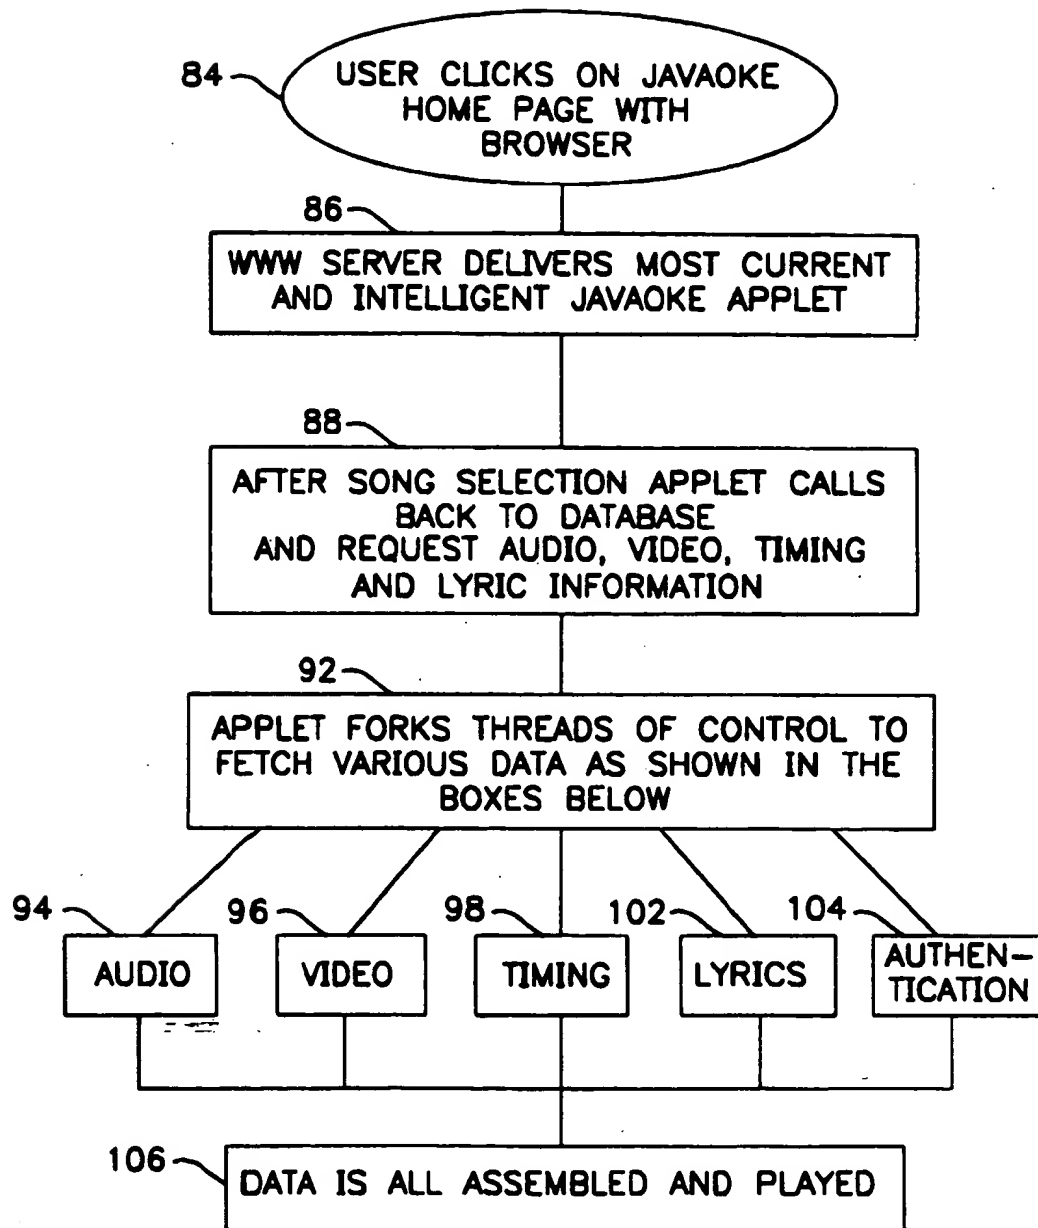 84
USER CLICKS ON JAVAOKE
HOME PAGE WITH
BROWSER
86
WWW SERVER DELIVERS MOST CURRENT
AND INTELLIGENT JAVAOKE APPLET
88
AFTER SONG SELECTION APPLET CALLS
BACK TO DATABASE
AND REQUEST AUDIO, VIDEO, TIMING
AND LYRIC INFORMATION
92
APPLET FORKS THREADS OF CONTROL TO
FETCH VARIOUS DATA AS SHOWN IN THE
BOXES BELOW
94
AUDIO
96
VIDEO
98
TIMING
102
LYRICS
104
AUTHEN-
TICATION
106
DATA IS ALL ASSEMBLED AND PLAYED